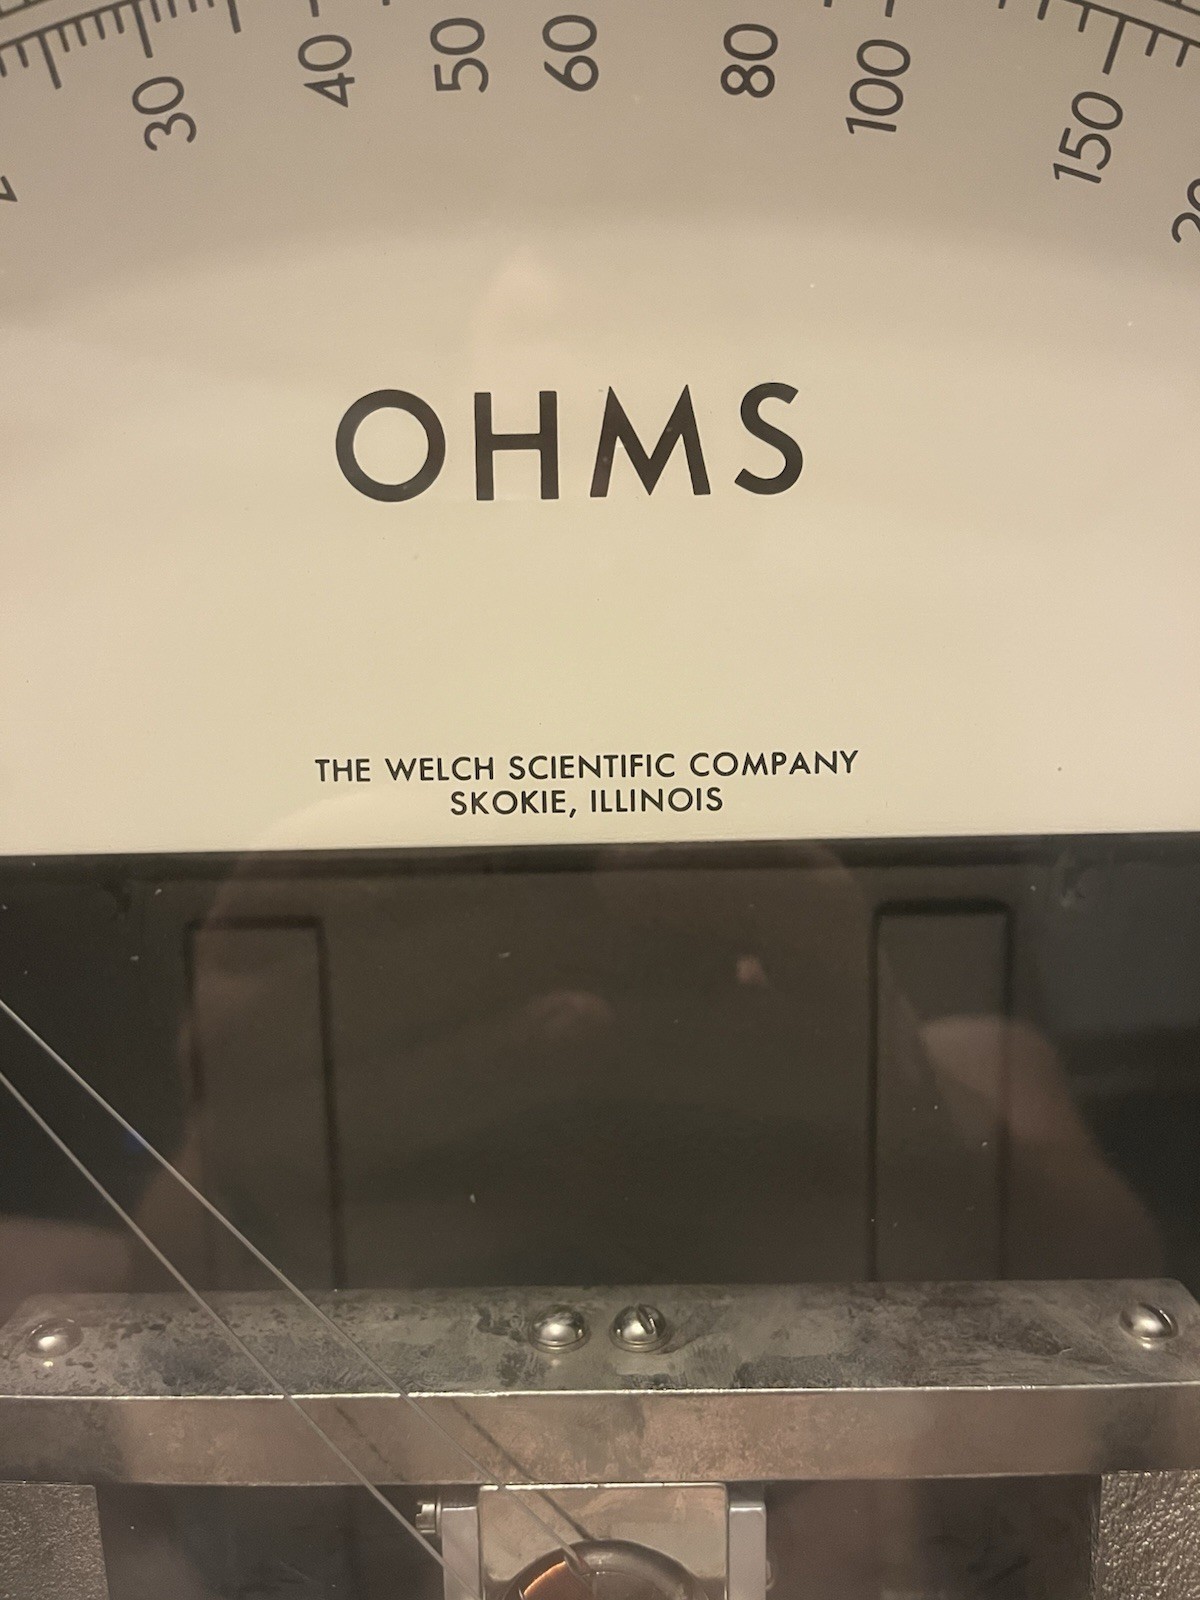 30 40 50 60 80 100 150
OHMS
THE WELCH SCIENTIFIC COMPANY
SKOKIE, ILLINOIS